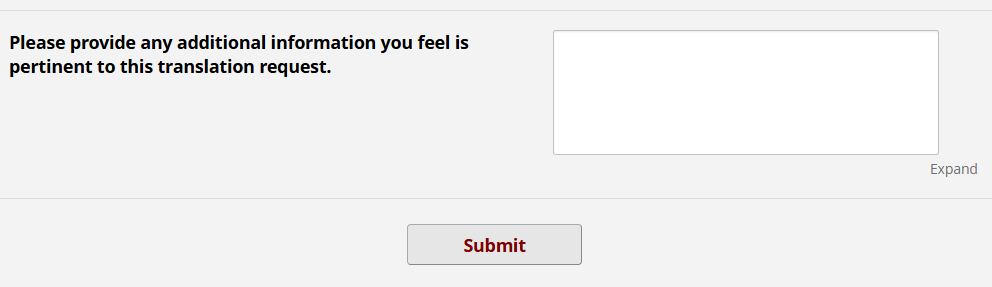 Please provide any additional information you feel is
pertinent to this translation request.
Expand
Submit